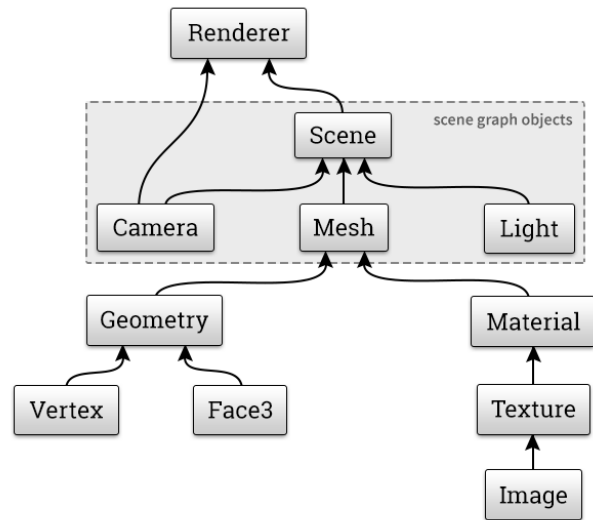 Renderer
scene graph objects
Scene
Camera
Mesh
Light
Geometry
Material
Vertex
Face3
Texture
Image